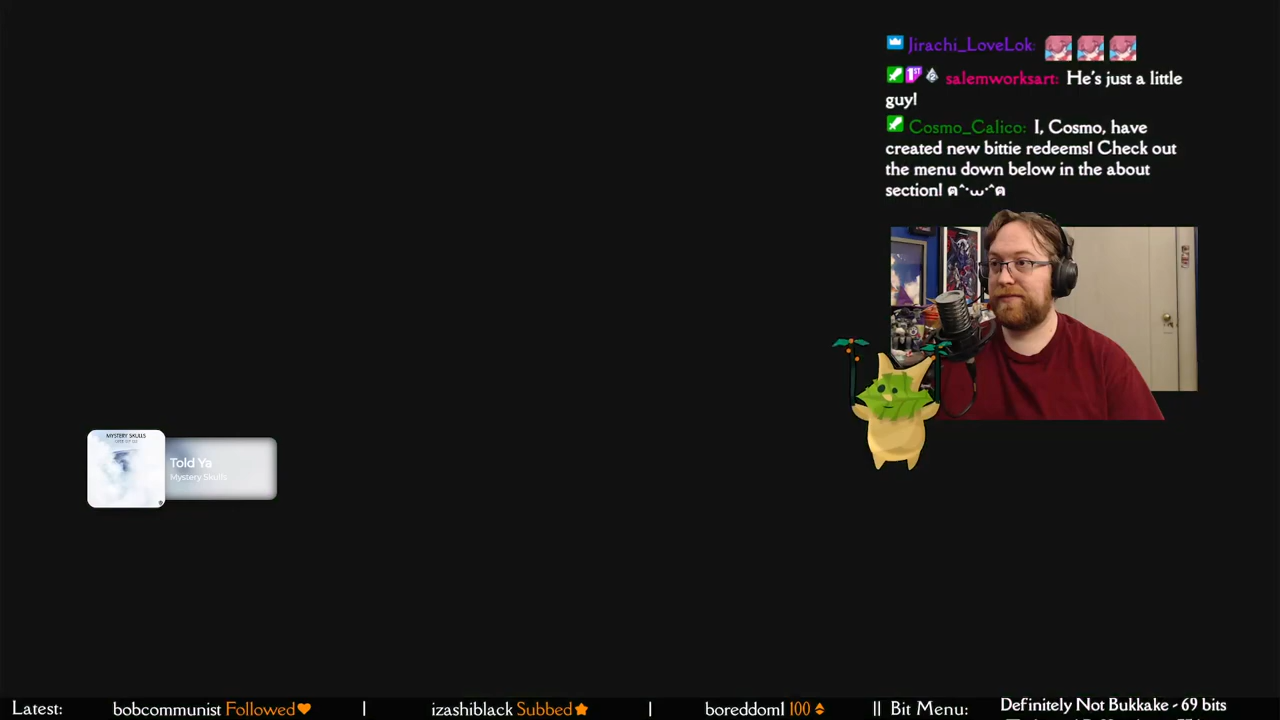 Jirachi_LoveLok:
salemworksart: He's just a little
guy!
Cosmo_Calico: I, Cosmo, have
created new bittie redeems! Check out
the menu down below in the about
section! ฅ^·ω·^ฅ
MYSTERY SKULLS
Told Ya
Mystery Skulls
Latest: bobcommunist Followed | izashiblack Subbed | boreddoml 100 || Bit Menu: Definitely Not Bukkake - 69 bits